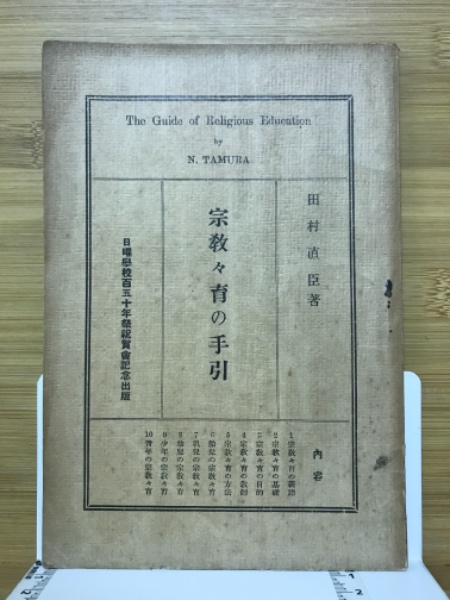 The Guide of Religious Education
by
N. TAMURA
田村直臣著
宗教々育の手引
日曜學校百五十年祭祝賀會記念出版
內容
1 宗教々育の
2 宗教々育の基礎
3 宗教々育の目的
4 宗教々育の教師
5 宗教々育の方法
6 胎兒の宗教々育
7 乳兒の宗教々育
8 幼兒の宗教々育
9 少年の宗教々育
10 青年の宗教々育